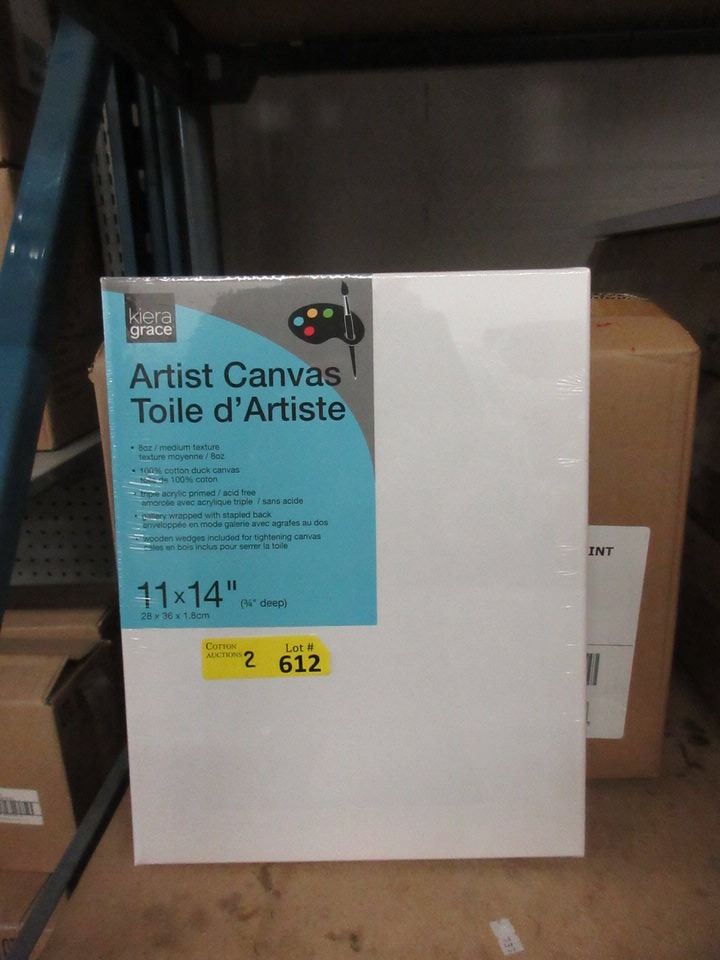 kiera
grace
Artist Canvas
Toile d'Artiste
• 8oz / medium texture
texture moyenne / 8oz
• 100% cotton duck canvas
de 100% coton
• triple acrylic primed / acid free
amorcée avec acrylique triple / sans acide
• gallery wrapped with stapled back
enveloppée en mode galerie avec agrafes au dos
• wooden wedges included for tightening canvas
cales en bois inclus pour serrer la toile
11x14" (¾" deep)
28 x 36 x 1.8cm
COTTON
AUCTIONS 2
Lot #
612
INT